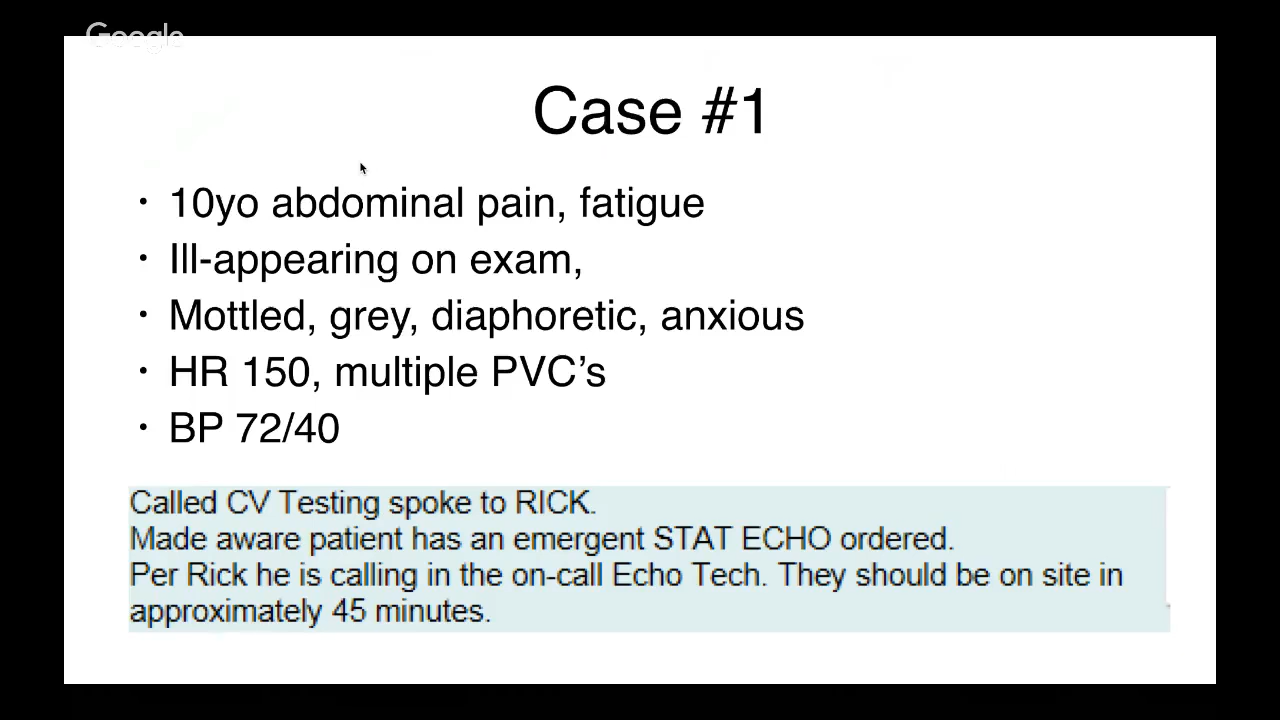 Google
Case #1
• 10yo abdominal pain, fatigue
• Ill-appearing on exam,
• Mottled, grey, diaphoretic, anxious
• HR 150, multiple PVC’s
• BP 72/40
Called CV Testing spoke to RICK.
Made aware patient has an emergent STAT ECHO ordered.
Per Rick he is calling in the on-call Echo Tech. They should be on site in
approximately 45 minutes.